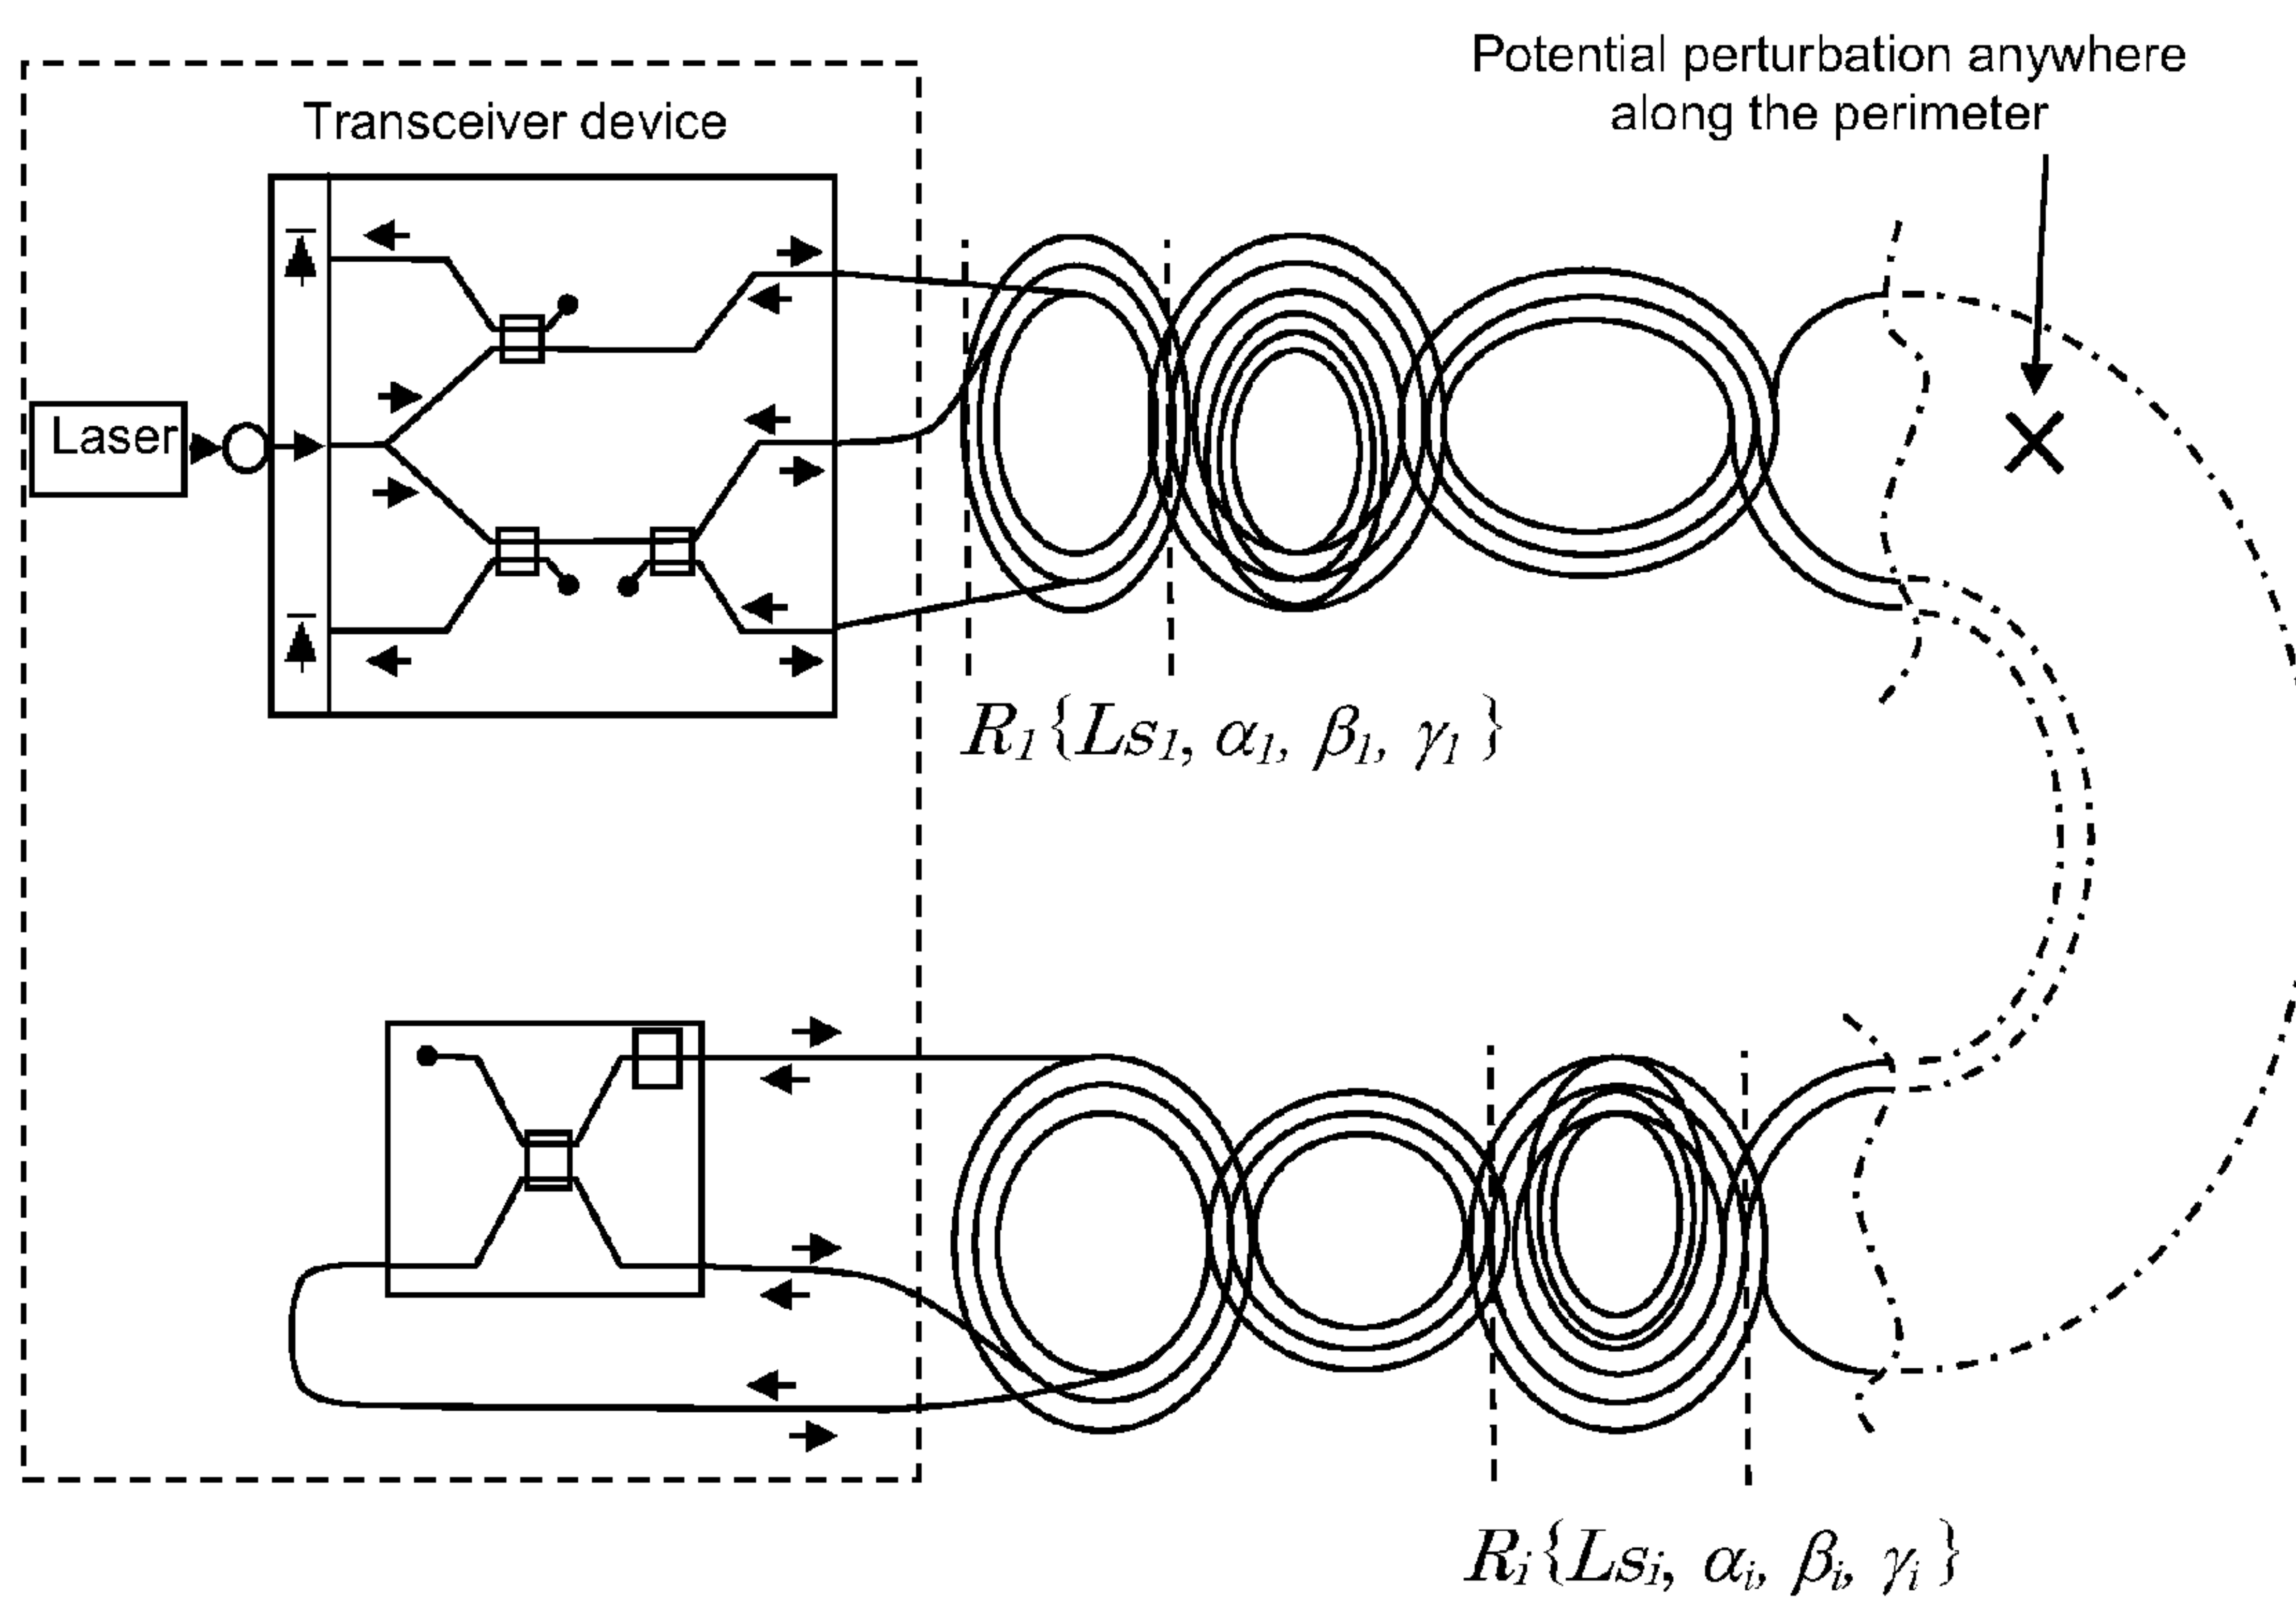 Potential perturbation anywhere
along the perimeter
Transceiver device
Laser
R₁{Ls₁, α₁, β₁, γ₁}
Rᵢ{Lsᵢ, αᵢ, βᵢ, γᵢ}